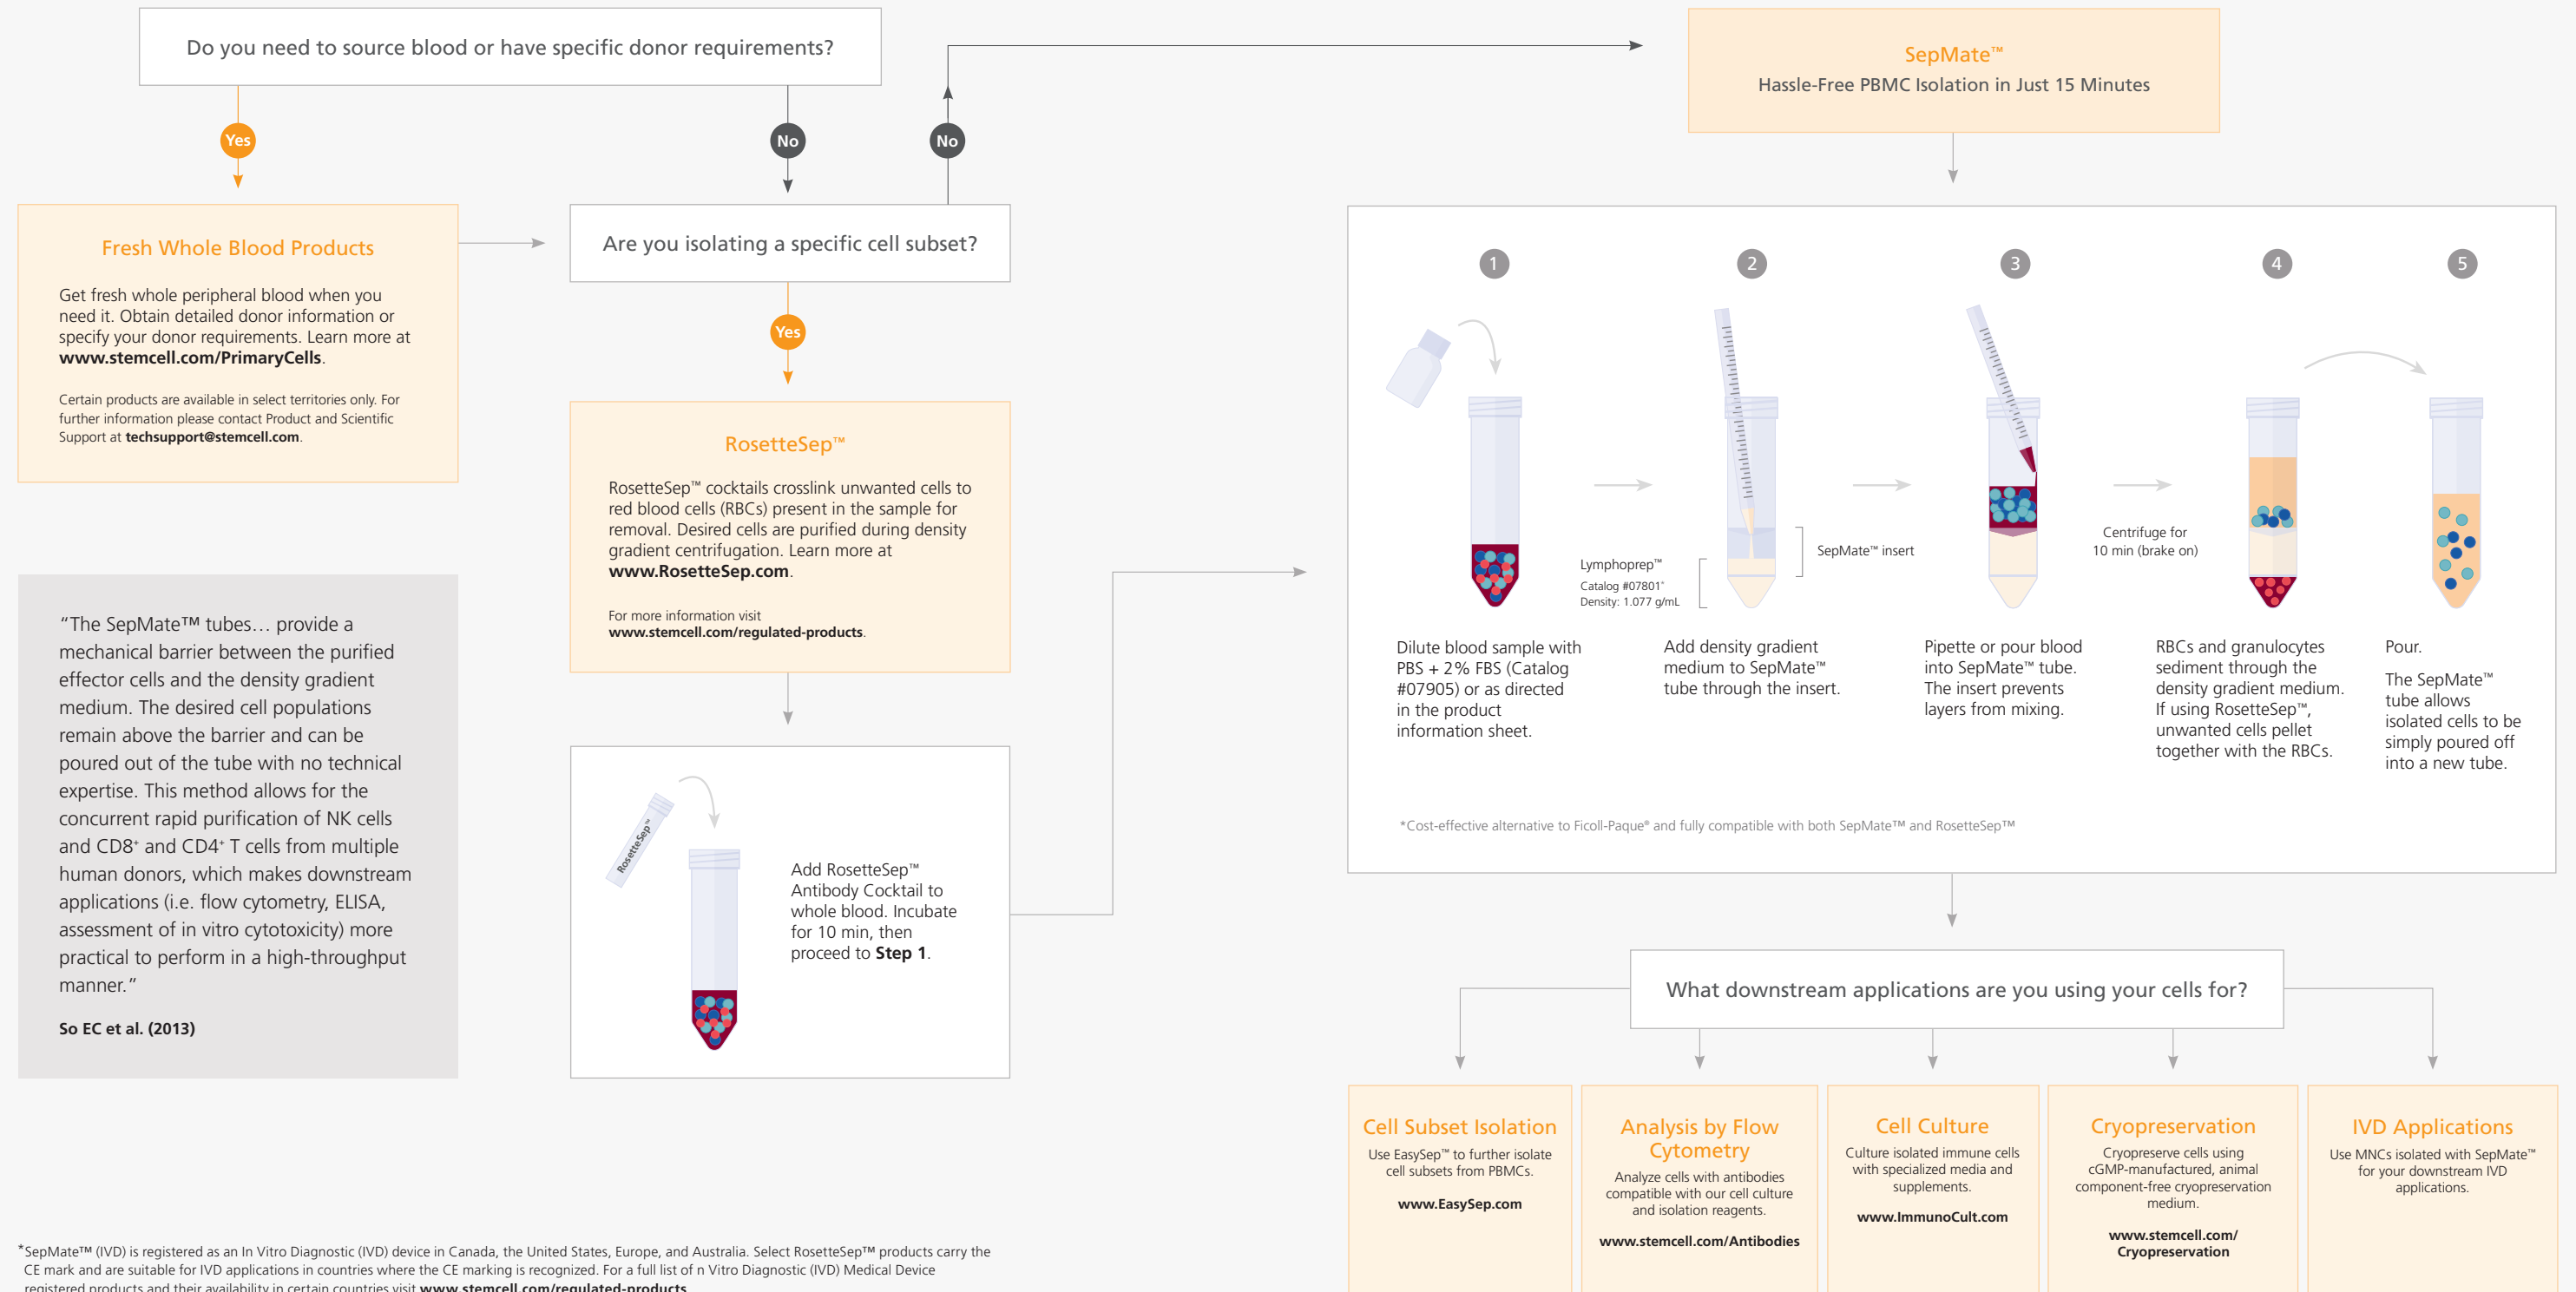 Do you need to source blood or have specific donor requirements?
Yes
No
No
Fresh Whole Blood Products
Get fresh whole peripheral blood when you
need it. Obtain detailed donor information or
specify your donor requirements. Learn more at
www.stemcell.com/PrimaryCells.
Certain products are available in select territories only. For
further information please contact Product and Scientific
Support at techsupport@stemcell.com.
Are you isolating a specific cell subset?
Yes
RosetteSep™
RosetteSep™ cocktails crosslink unwanted cells to
red blood cells (RBCs) present in the sample for
removal. Desired cells are purified during density
gradient centrifugation. Learn more at
www.RosetteSep.com.
For more information visit
www.stemcell.com/regulated-products.
RosetteSep™
Add RosetteSep™
Antibody Cocktail to
whole blood. Incubate
for 10 min, then
proceed to Step 1.
“The SepMate™ tubes… provide a
mechanical barrier between the purified
effector cells and the density gradient
medium. The desired cell populations
remain above the barrier and can be
poured out of the tube with no technical
expertise. This method allows for the
concurrent rapid purification of NK cells
and CD8⁺ and CD4⁺ T cells from multiple
human donors, which makes downstream
applications (i.e. flow cytometry, ELISA,
assessment of in vitro cytotoxicity) more
practical to perform in a high-throughput
manner.”
So EC et al. (2013)
SepMate™
Hassle-Free PBMC Isolation in Just 15 Minutes
1
2
3
4
5
Lymphoprep™
Catalog #07801*
Density: 1.077 g/mL
SepMate™ insert
Centrifuge for
10 min (brake on)
Dilute blood sample with
PBS + 2% FBS (Catalog
#07905) or as directed
in the product
information sheet.
Add density gradient
medium to SepMate™
tube through the insert.
Pipette or pour blood
into SepMate™ tube.
The insert prevents
layers from mixing.
RBCs and granulocytes
sediment through the
density gradient medium.
If using RosetteSep™,
unwanted cells pellet
together with the RBCs.
Pour.
The SepMate™
tube allows
isolated cells to be
simply poured off
into a new tube.
*Cost-effective alternative to Ficoll-Paque® and fully compatible with both SepMate™ and RosetteSep™
What downstream applications are you using your cells for?
Cell Subset Isolation
Use EasySep™ to further isolate
cell subsets from PBMCs.
www.EasySep.com
Analysis by Flow
Cytometry
Analyze cells with antibodies
compatible with our cell culture
and isolation reagents.
www.stemcell.com/Antibodies
Cell Culture
Culture isolated immune cells
with specialized media and
supplements.
www.ImmunoCult.com
Cryopreservation
Cryopreserve cells using
cGMP-manufactured, animal
component-free cryopreservation
medium.
www.stemcell.com/
Cryopreservation
IVD Applications
Use MNCs isolated with SepMate™
for your downstream IVD
applications.
*SepMate™ (IVD) is registered as an In Vitro Diagnostic (IVD) device in Canada, the United States, Europe, and Australia. Select RosetteSep™ products carry the
CE mark and are suitable for IVD applications in countries where the CE marking is recognized. For a full list of n Vitro Diagnostic (IVD) Medical Device
registered products and their availability in certain countries visit www.stemcell.com/regulated-products